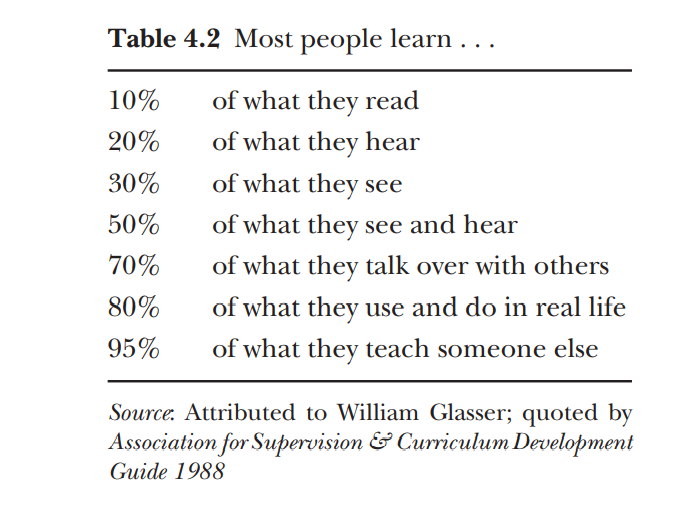 Table 4.2 Most people learn . . .
10% of what they read
20% of what they hear
30% of what they see
50% of what they see and hear
70% of what they talk over with others
80% of what they use and do in real life
95% of what they teach someone else
Source: Attributed to William Glasser; quoted by
Association for Supervision & Curriculum Development
Guide 1988